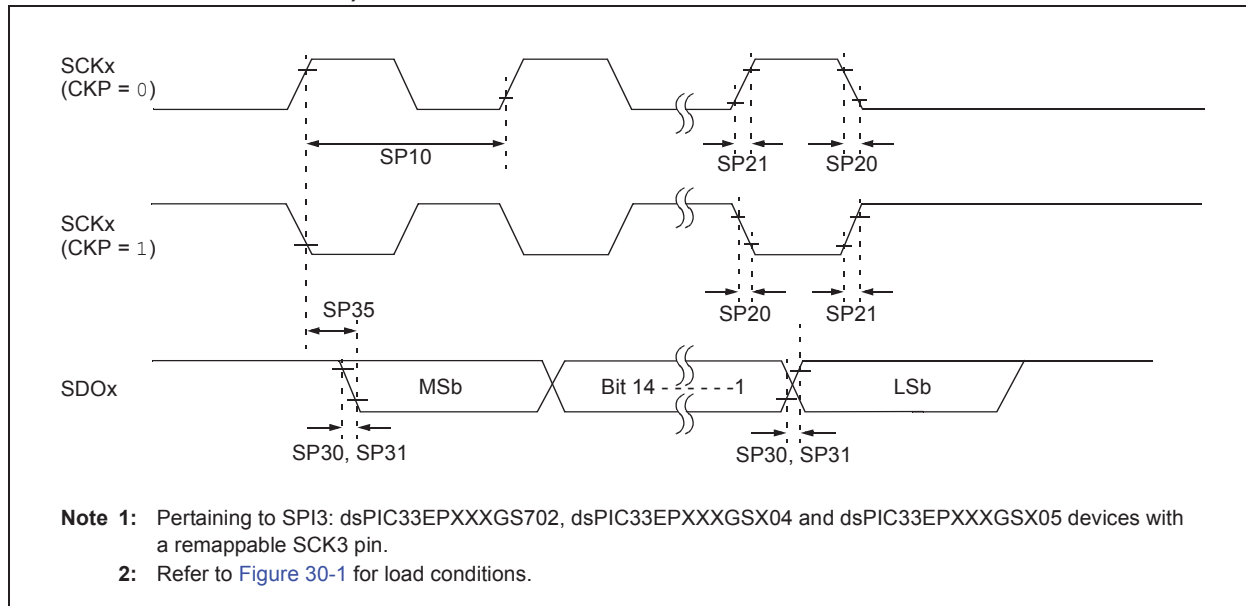 SCKx
(CKP = 0)
SP10
SP21
SP20
SCKx
(CKP = 1)
SP35
SP20
SP21
SDOx
MSb
Bit 14 - - - - - -1
LSb
SP30, SP31
SP30, SP31
Note 1: Pertaining to SPI3: dsPIC33EPXXXGS702, dsPIC33EPXXXGSX04 and dsPIC33EPXXXGSX05 devices with
a remappable SCK3 pin.
2: Refer to Figure 30-1 for load conditions.